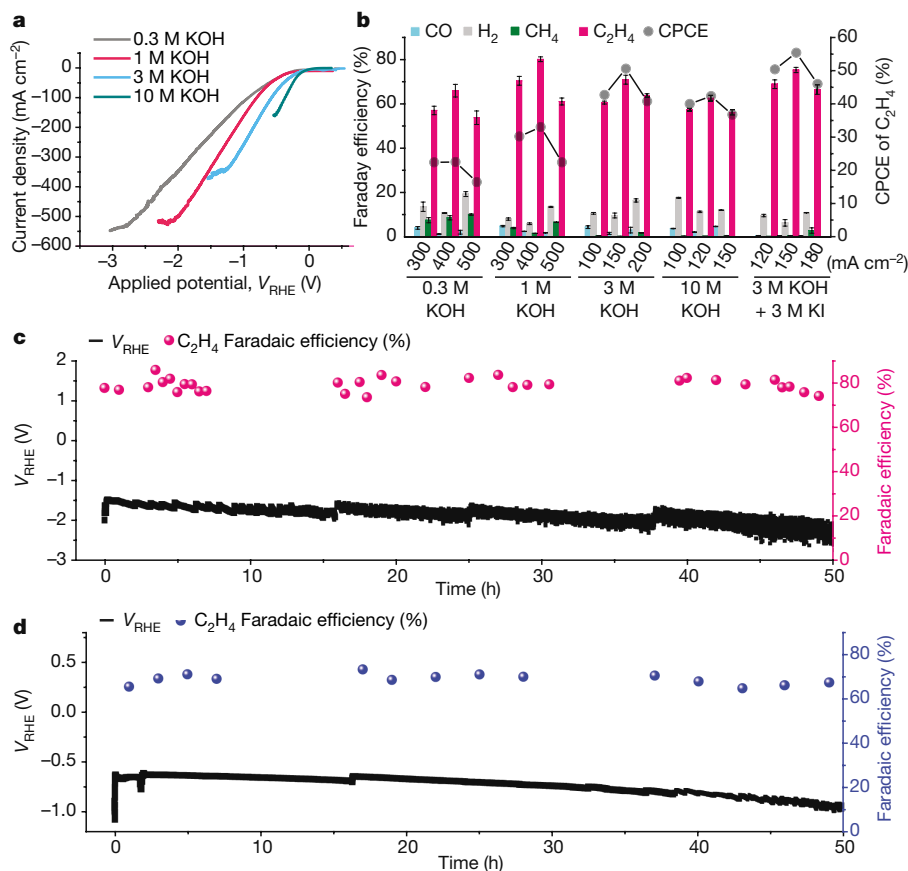 a
Current density (mA cm⁻²)
0
−100
−200
−300
−400
−500
−600
0.3 M KOH
1 M KOH
3 M KOH
10 M KOH
−3 −2 −1 0
Applied potential, V_RHE (V)
b
CO H₂ CH₄ C₂H₄ CPCE
Faraday efficiency (%)
80
60
40
20
0
CPCE of C₂H₄ (%)
60
50
40
30
20
10
0
300 400 500 300 400 500 100 150 200 100 120 150 120 150 180 (mA cm⁻²)
0.3 M 1 M 3 M 10 M 3 M KOH
KOH KOH KOH KOH + 3 M KI
c
V_RHE C₂H₄ Faradaic efficiency (%)
V_RHE (V)
2
1
0
−1
−2
−3
Faradaic efficiency (%)
80
60
40
20
0
0 10 20 30 40 50
Time (h)
d
V_RHE C₂H₄ Faradaic efficiency (%)
V_RHE (V)
0.5
0.0
−0.5
−1.0
Faradaic efficiency (%)
80
60
40
20
0
0 10 20 30 40 50
Time (h)